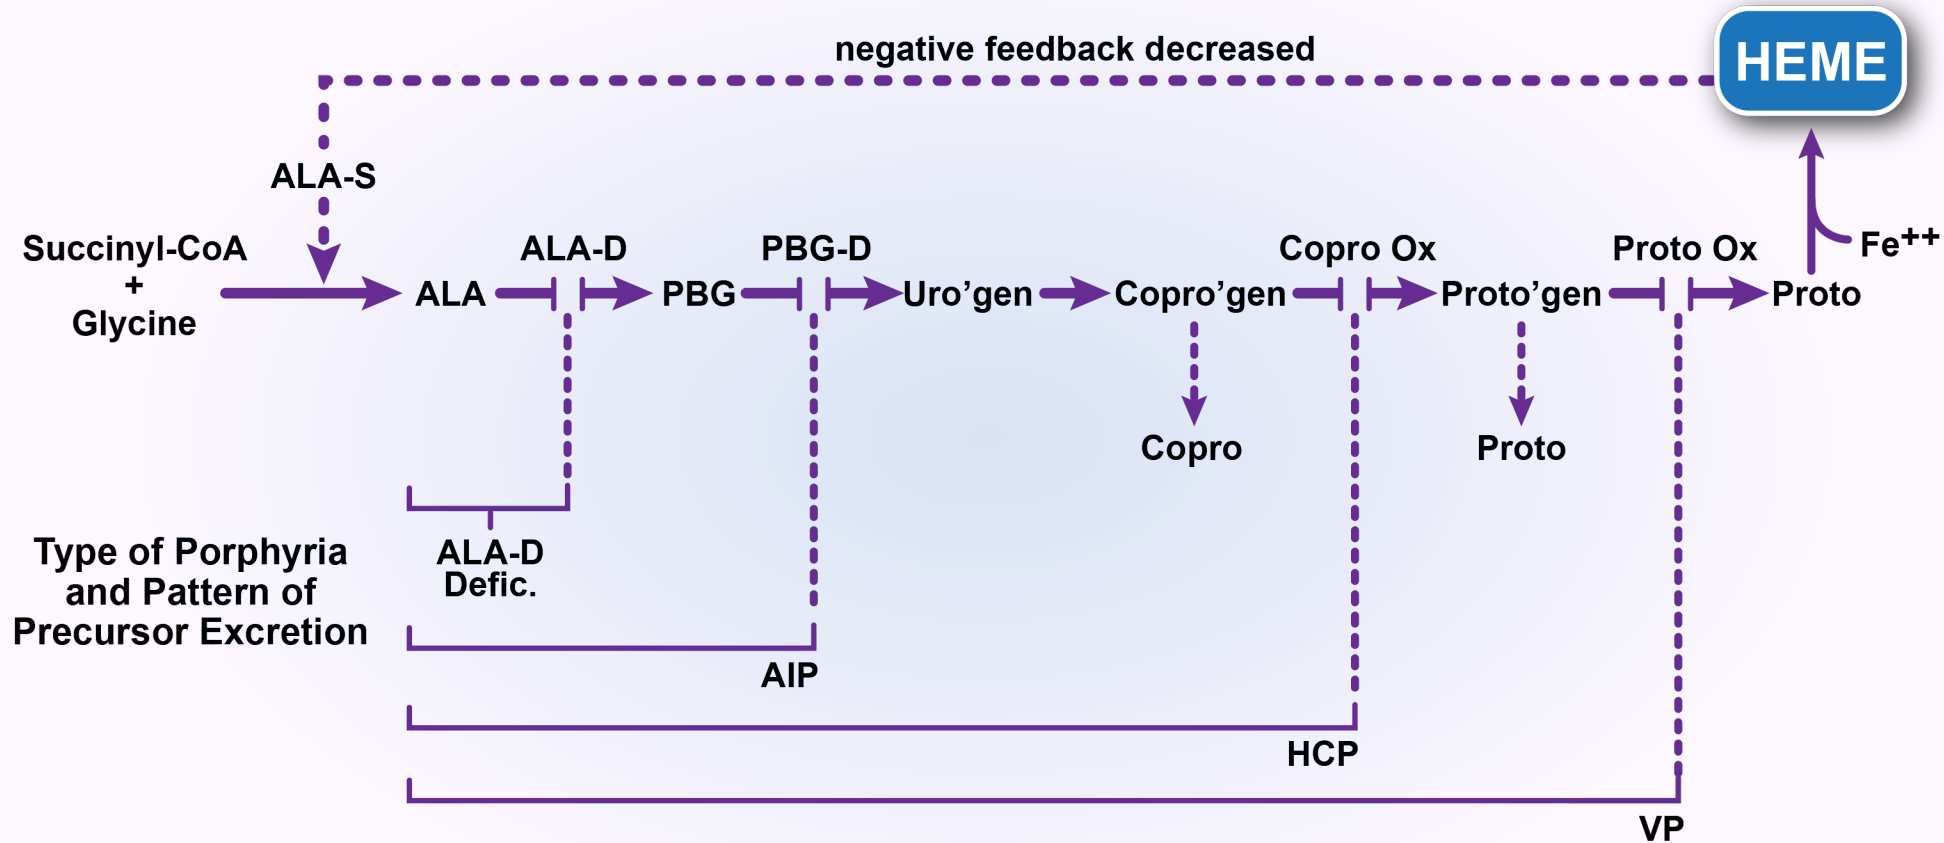 negative feedback decreased
HEME
ALA-S
Succinyl-CoA
+
Glycine
ALA-D
PBG-D
Copro Ox
Proto Ox
Fe++
ALA
PBG
Uro’gen
Copro’gen
Proto’gen
Proto
Copro
Proto
Type of Porphyria
and Pattern of
Precursor Excretion
ALA-D
Defic.
AIP
HCP
VP